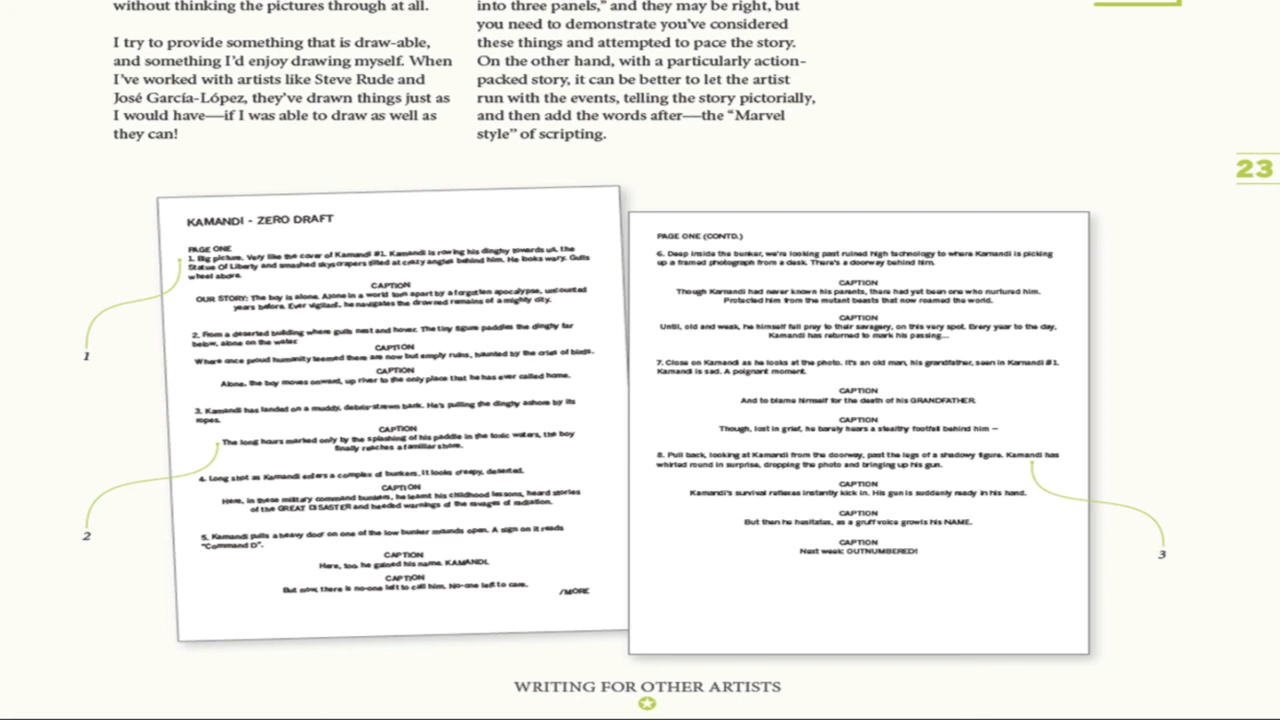 without thinking the pictures through at all.
I try to provide something that is draw-able,
and something I'd enjoy drawing myself. When
I've worked with artists like Steve Rude and
José García-López, they've drawn things just as
I would have—if I was able to draw as well as
they can!
into three panels,” and they may be right, but
you need to demonstrate you've considered
these things and attempted to pace the story.
On the other hand, with a particularly action-
packed story, it can be better to let the artist
run with the events, telling the story pictorially,
and then add the words after—the “Marvel
style” of scripting.
23
KAMANDI - ZERO DRAFT
PAGE ONE
1. Big picture. Very like the cover of Kamandi #1. Kamandi is rowing his dinghy towards us, the
Statue Of Liberty and smashed skyscrapers tilted at crazy angles behind him. He looks wary. Gulls
wheel above.
CAPTION
OUR STORY: The boy is alone. Alone in a world torn apart by a forgotten apocalypse, uncounted
years before. Ever vigilant, he navigates the drowned remains of a mighty city.
2. From a deserted building where gulls nest and hover. The tiny figure paddles the dinghy far
below, alone on the water.
CAPTION
Where once proud humanity teemed there are now but empty ruins, haunted by the cries of birds.
CAPTION
Alone, the boy moves onward, up river to the only place that he has ever called home.
3. Kamandi has landed on a muddy, debris-strewn bank. He's pulling the dinghy ashore by its
ropes.
CAPTION
The long hours marked only by the splashing of his paddle in the toxic waters, the boy
finally reaches a familiar shore.
4. Long shot as Kamandi enters a complex of bunkers. It looks creepy, deserted.
CAPTION
Here, in these military command bunkers, he learnt his childhood lessons, heard stories
of the GREAT DISASTER and heeded warnings of the ravages of radiation.
5. Kamandi pulls a heavy door on one of the low bunker mounds open. A sign on it reads
“Command D”.
CAPTION
Here, too, he gained his name. KAMANDI.
CAPTION
But now, there is no-one left to call him. No-one left to care.
/MORE
1
2
PAGE ONE (CONTD.)
6. Deep inside the bunker, we're looking past ruined high technology to where Kamandi is picking
up a framed photograph from a desk. There's a doorway behind him.
CAPTION
Though Kamandi had never known his parents, there had yet been one who nurtured him.
Protected him from the mutant beasts that now roamed the world.
CAPTION
Until, old and weak, he himself fell prey to their savagery, on this very spot. Every year to the day,
Kamandi has returned to mark his passing...
7. Close on Kamandi as he looks at the photo. It's an old man, his grandfather, seen in Kamandi #1.
Kamandi is sad. A poignant moment.
CAPTION
And to blame himself for the death of his GRANDFATHER.
CAPTION
Though, lost in grief, he barely hears a stealthy footfall behind him –
8. Pull back, looking at Kamandi from the doorway, past the legs of a shadowy figure. Kamandi has
whirled round in surprise, dropping the photo and bringing up his gun.
CAPTION
Kamandi's survival reflexes instantly kick in. His gun is suddenly ready in his hand.
CAPTION
But then he hesitates, as a gruff voice growls his NAME.
CAPTION
Next week: OUTNUMBERED!
3
WRITING FOR OTHER ARTISTS